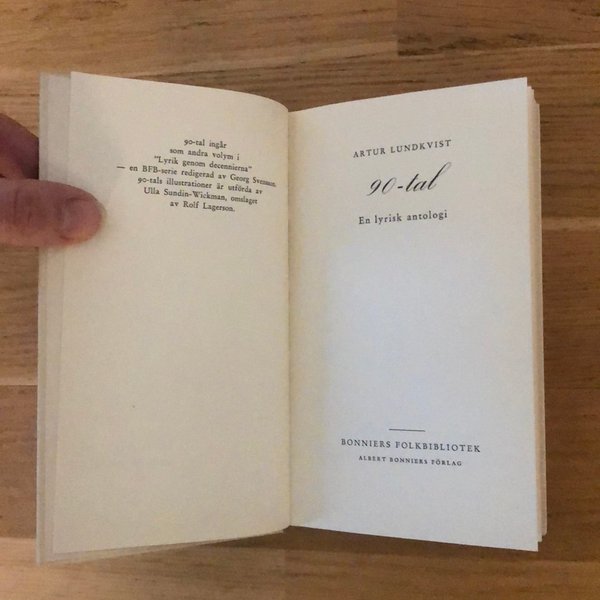 90-tal ingår
som andra volym i
"Lyrik genom decennierna"
— en BFB-serie redigerad av Georg Svensson.
90-tals illustrationer är utförda av
Ulla Sundin-Wickman, omslaget
av Rolf Lagerson.
ARTUR LUNDKVIST
90-tal
En lyrisk antologi
BONNIERS FOLKBIBLIOTEK
ALBERT BONNIERS FÖRLAG